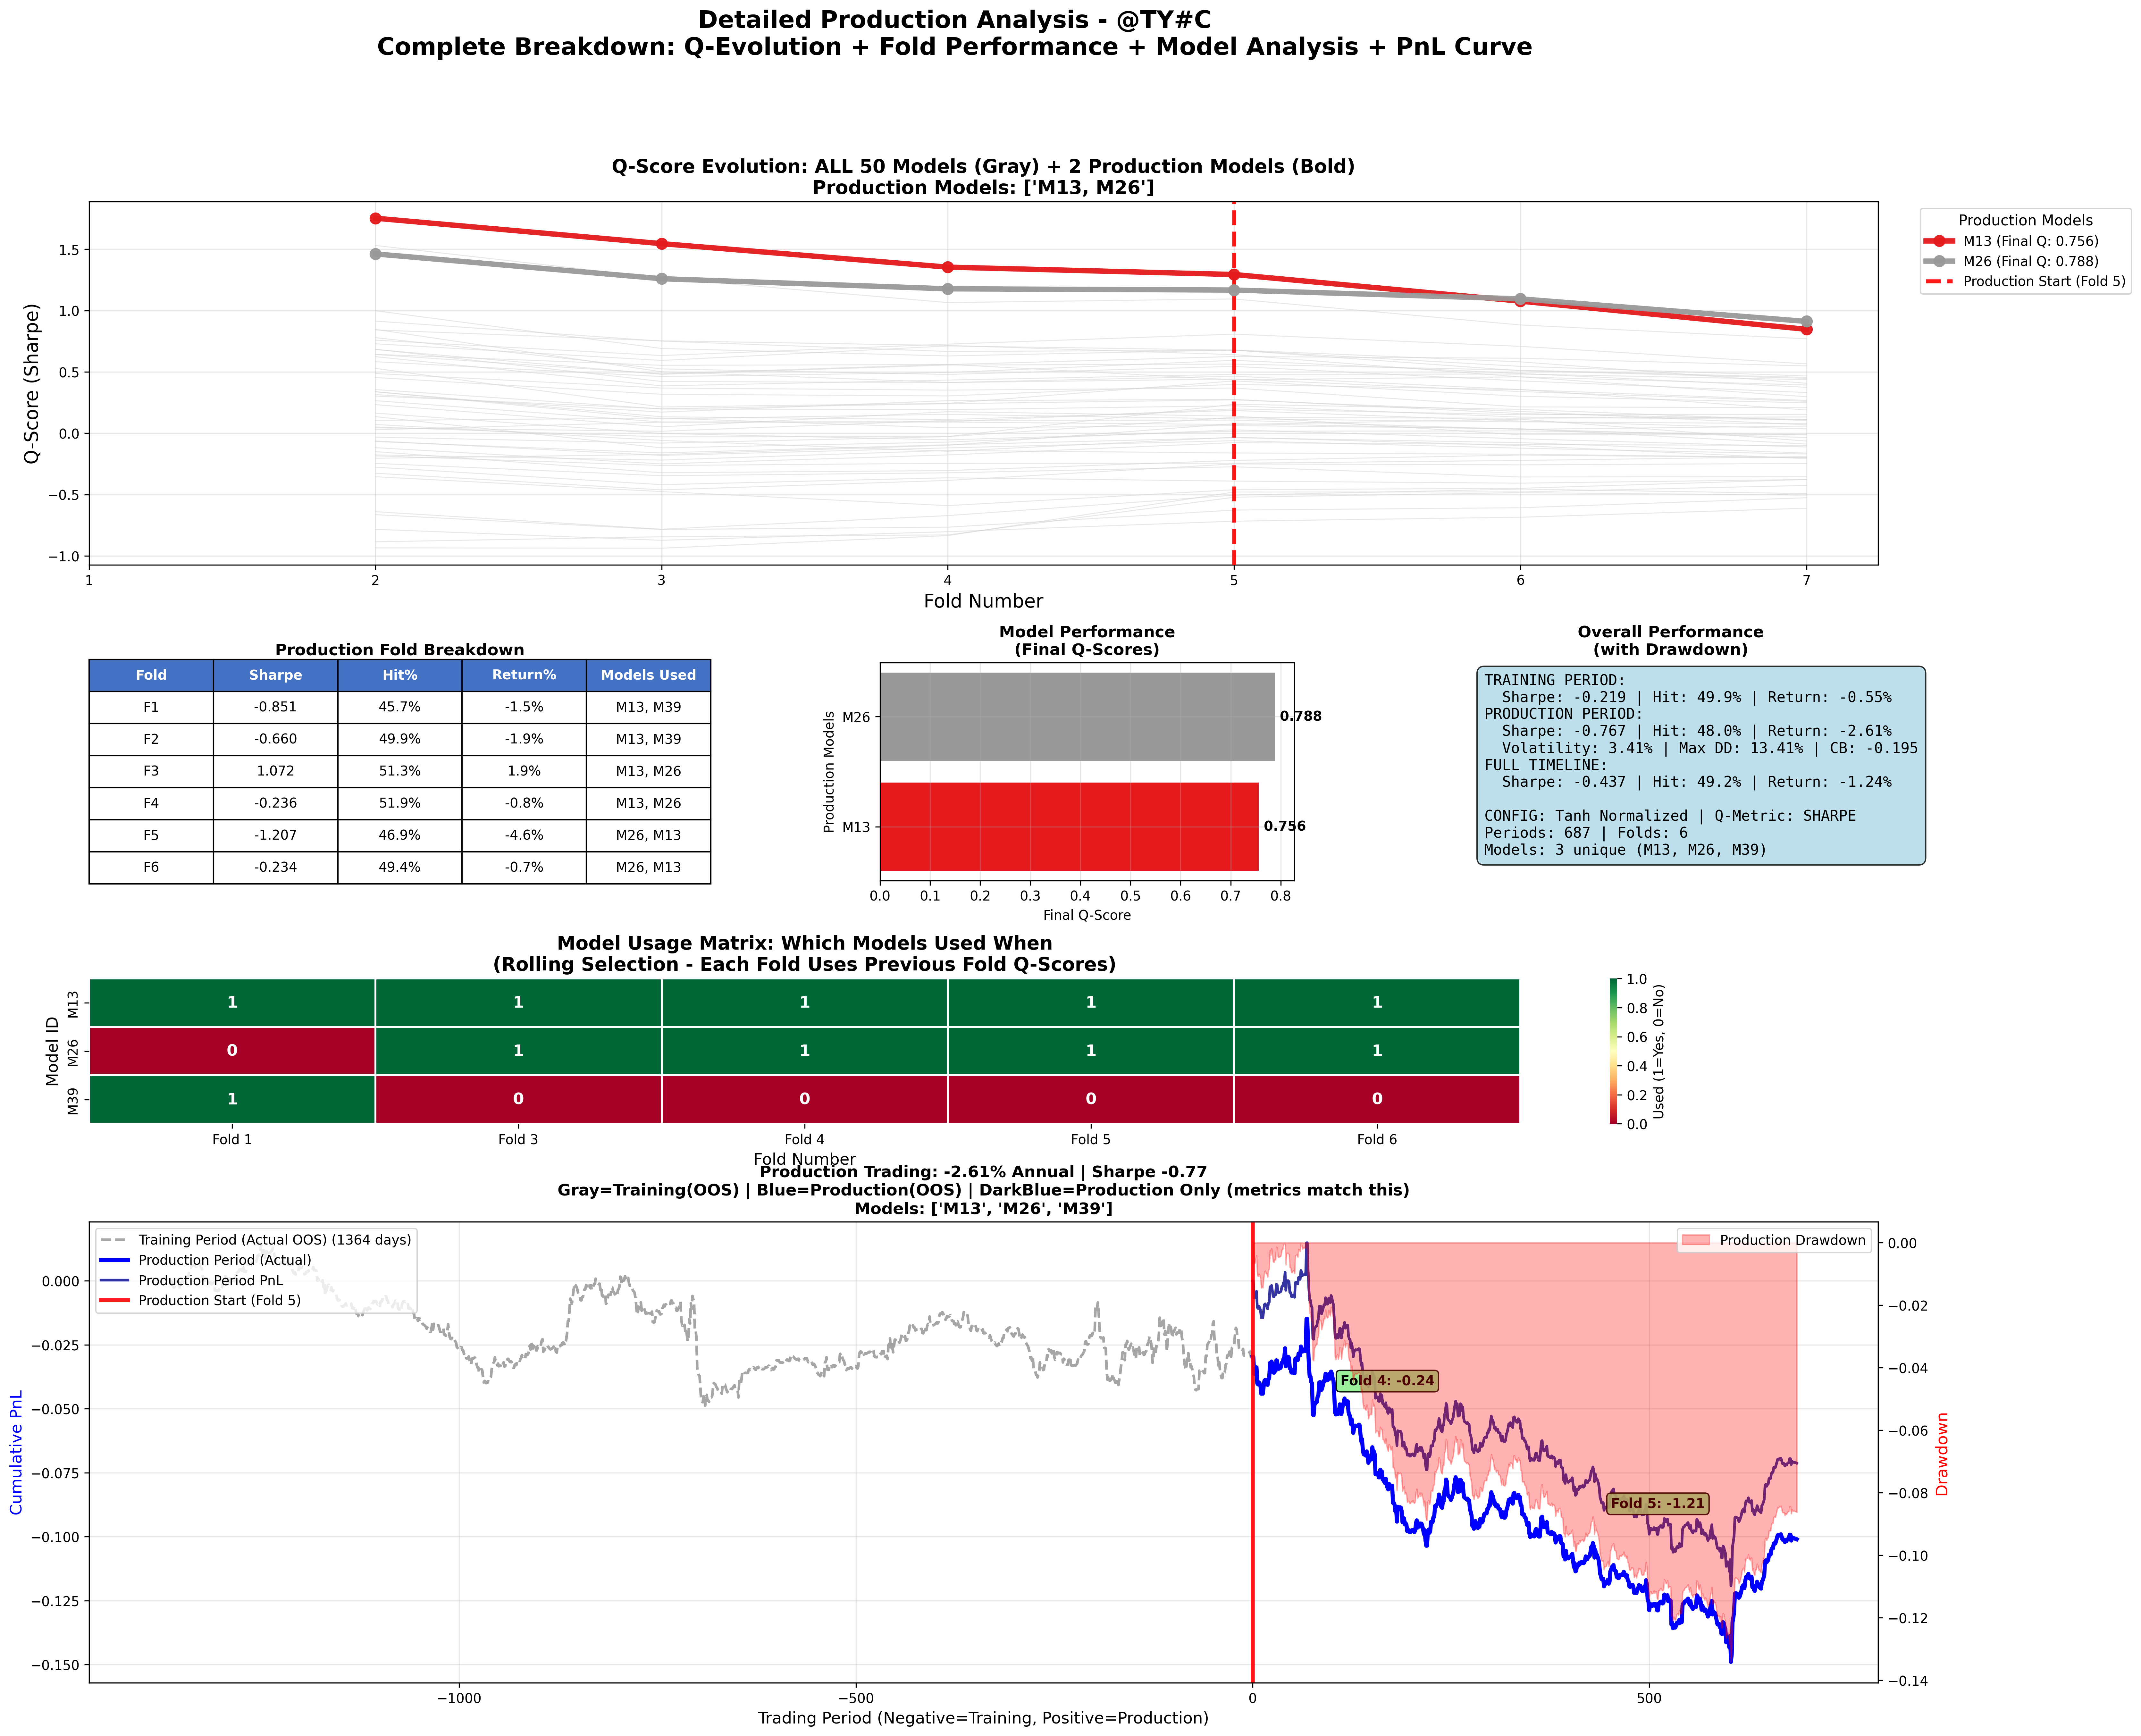 Detailed Production Analysis - @TY#C
Complete Breakdown: Q-Evolution + Fold Performance + Model Analysis + PnL Curve
Q-Score Evolution: ALL 50 Models (Gray) + 2 Production Models (Bold)
Production Models: ['M13, M26']
Q-Score (Sharpe)
1.5
1.0
0.5
0.0
−0.5
−1.0
1 2 3 4 5 6 7
Fold Number
Production Models
M13 (Final Q: 0.756)
M26 (Final Q: 0.788)
Production Start (Fold 5)
Production Fold Breakdown
Fold Sharpe Hit% Return% Models Used
F1 -0.851 45.7% -1.5% M13, M39
F2 -0.660 49.9% -1.9% M13, M39
F3 1.072 51.3% 1.9% M13, M26
F4 -0.236 51.9% -0.8% M13, M26
F5 -1.207 46.9% -4.6% M26, M13
F6 -0.234 49.4% -0.7% M26, M13
Model Performance
(Final Q-Scores)
Production Models
M26
0.788
M13
0.756
0.0 0.1 0.2 0.3 0.4 0.5 0.6 0.7 0.8
Final Q-Score
Overall Performance
(with Drawdown)
TRAINING PERIOD:
Sharpe: -0.219 | Hit: 49.9% | Return: -0.55%
PRODUCTION PERIOD:
Sharpe: -0.767 | Hit: 48.0% | Return: -2.61%
Volatility: 3.41% | Max DD: 13.41% | CB: -0.195
FULL TIMELINE:
Sharpe: -0.437 | Hit: 49.2% | Return: -1.24%
CONFIG: Tanh Normalized | Q-Metric: SHARPE
Periods: 687 | Folds: 6
Models: 3 unique (M13, M26, M39)
Model Usage Matrix: Which Models Used When
(Rolling Selection - Each Fold Uses Previous Fold Q-Scores)
Model ID
M13 1 1 1 1 1
M26 0 1 1 1 1
M39 1 0 0 0 0
Fold 1 Fold 3 Fold 4 Fold 5 Fold 6
Fold Number
1.0
0.8
0.6
0.4
0.2
0.0
Used (1=Yes, 0=No)
Production Trading: -2.61% Annual | Sharpe -0.77
Gray=Training(OOS) | Blue=Production(OOS) | DarkBlue=Production Only (metrics match this)
Models: ['M13', 'M26', 'M39']
Training Period (Actual OOS) (1364 days)
Production Period (Actual)
Production Period PnL
Production Start (Fold 5)
Production Drawdown
Cumulative PnL
0.000
−0.025
−0.050
−0.075
−0.100
−0.125
−0.150
Fold 4: -0.24
Fold 5: -1.21
0.00
−0.02
−0.04
−0.06
−0.08
−0.10
−0.12
−0.14
Drawdown
−1000 −500 0 500
Trading Period (Negative=Training, Positive=Production)